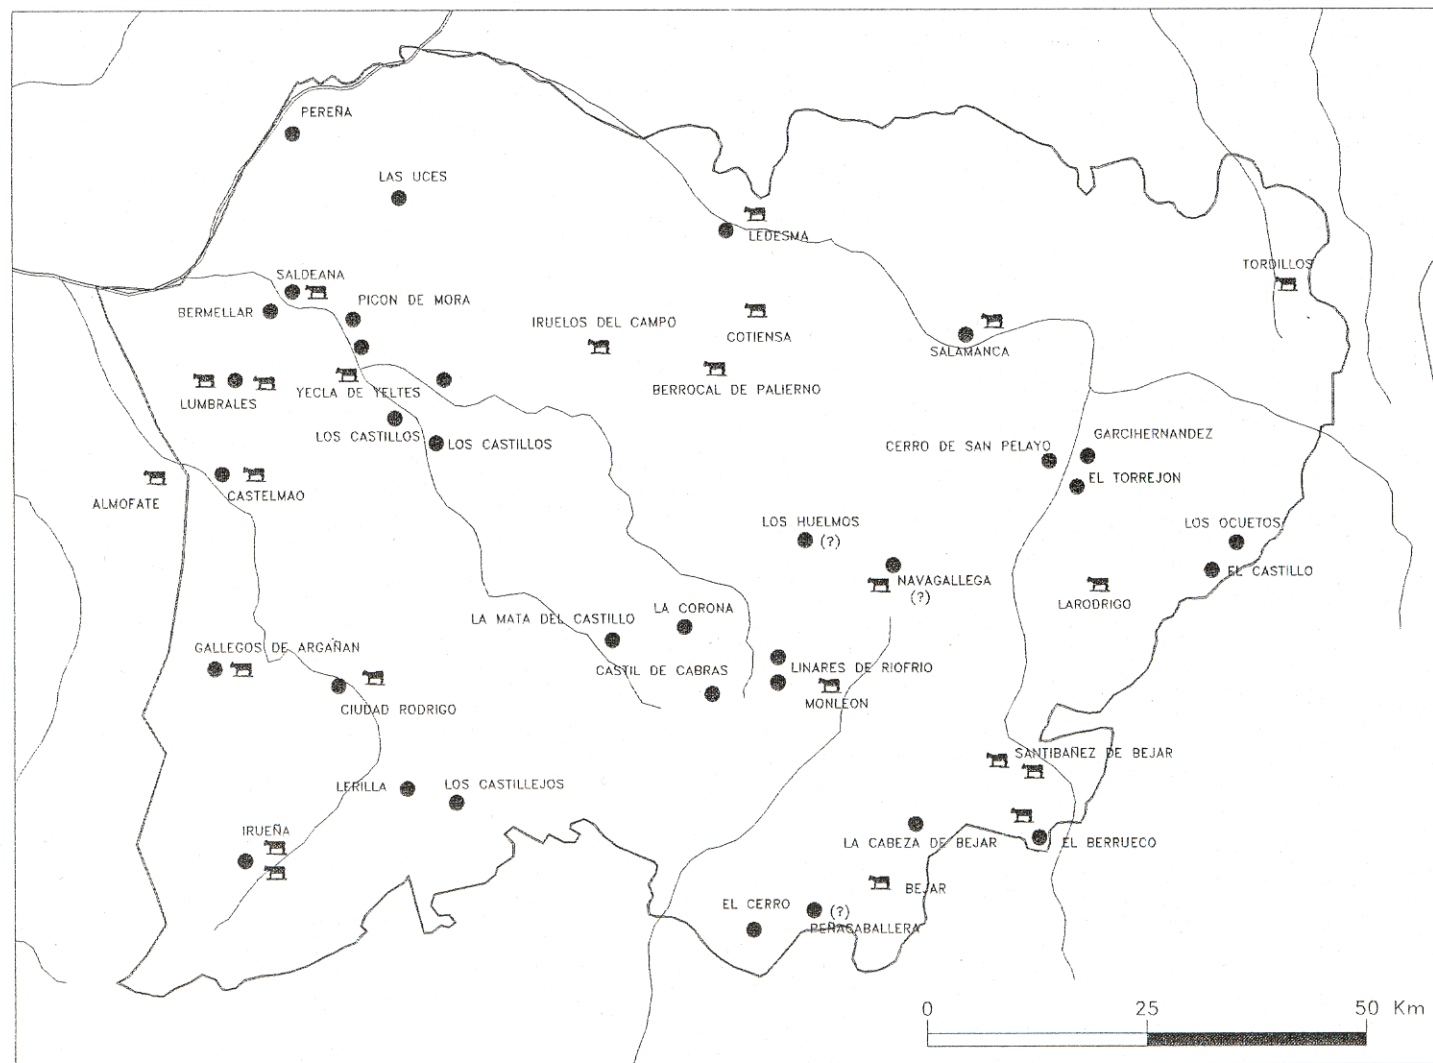 PEREÑA
LAS UCES
LEDESMA
TORDILLOS
SALDEANA
PICON DE MORA
BERMELLAR
IRUELOS DEL CAMPO
COTIENSA
SALAMANCA
BERROCAL DE PALIERNO
YECLA DE YELTES
LUMBRALES
LOS CASTILLOS
LOS CASTILLOS
GARCIHERNANDEZ
CERRO DE SAN PELAYO
EL TORREJON
CASTELMAO
ALMOFATE
LOS HUELMOS
(?)
LOS OCUETOS
EL CASTILLO
NAVAGALLEGA
(?)
LARODRIGO
LA CORONA
LA MATA DEL CASTILLO
GALLEGOS DE ARGAÑAN
LINARES DE RIOFRIO
CASTIL DE CABRAS
MONLEON
CIUDAD RODRIGO
SANTIBAÑEZ DE BEJAR
LERILLA
LOS CASTILLEJOS
IRUEÑA
LA CABEZA DE BEJAR
EL BERRUECO
BEJAR
EL CERRO
(?)
PEÑACABALLERA
0 25 50 Km